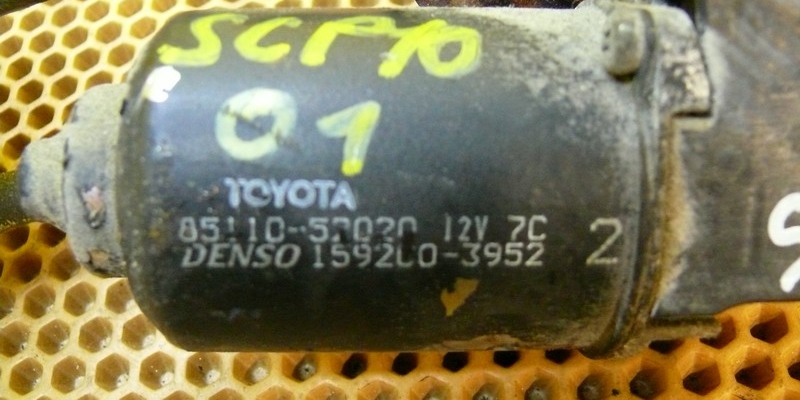 SCP10
01
TOYOTA
85110-52020 12V 7C
DENSO 159200-3952 2